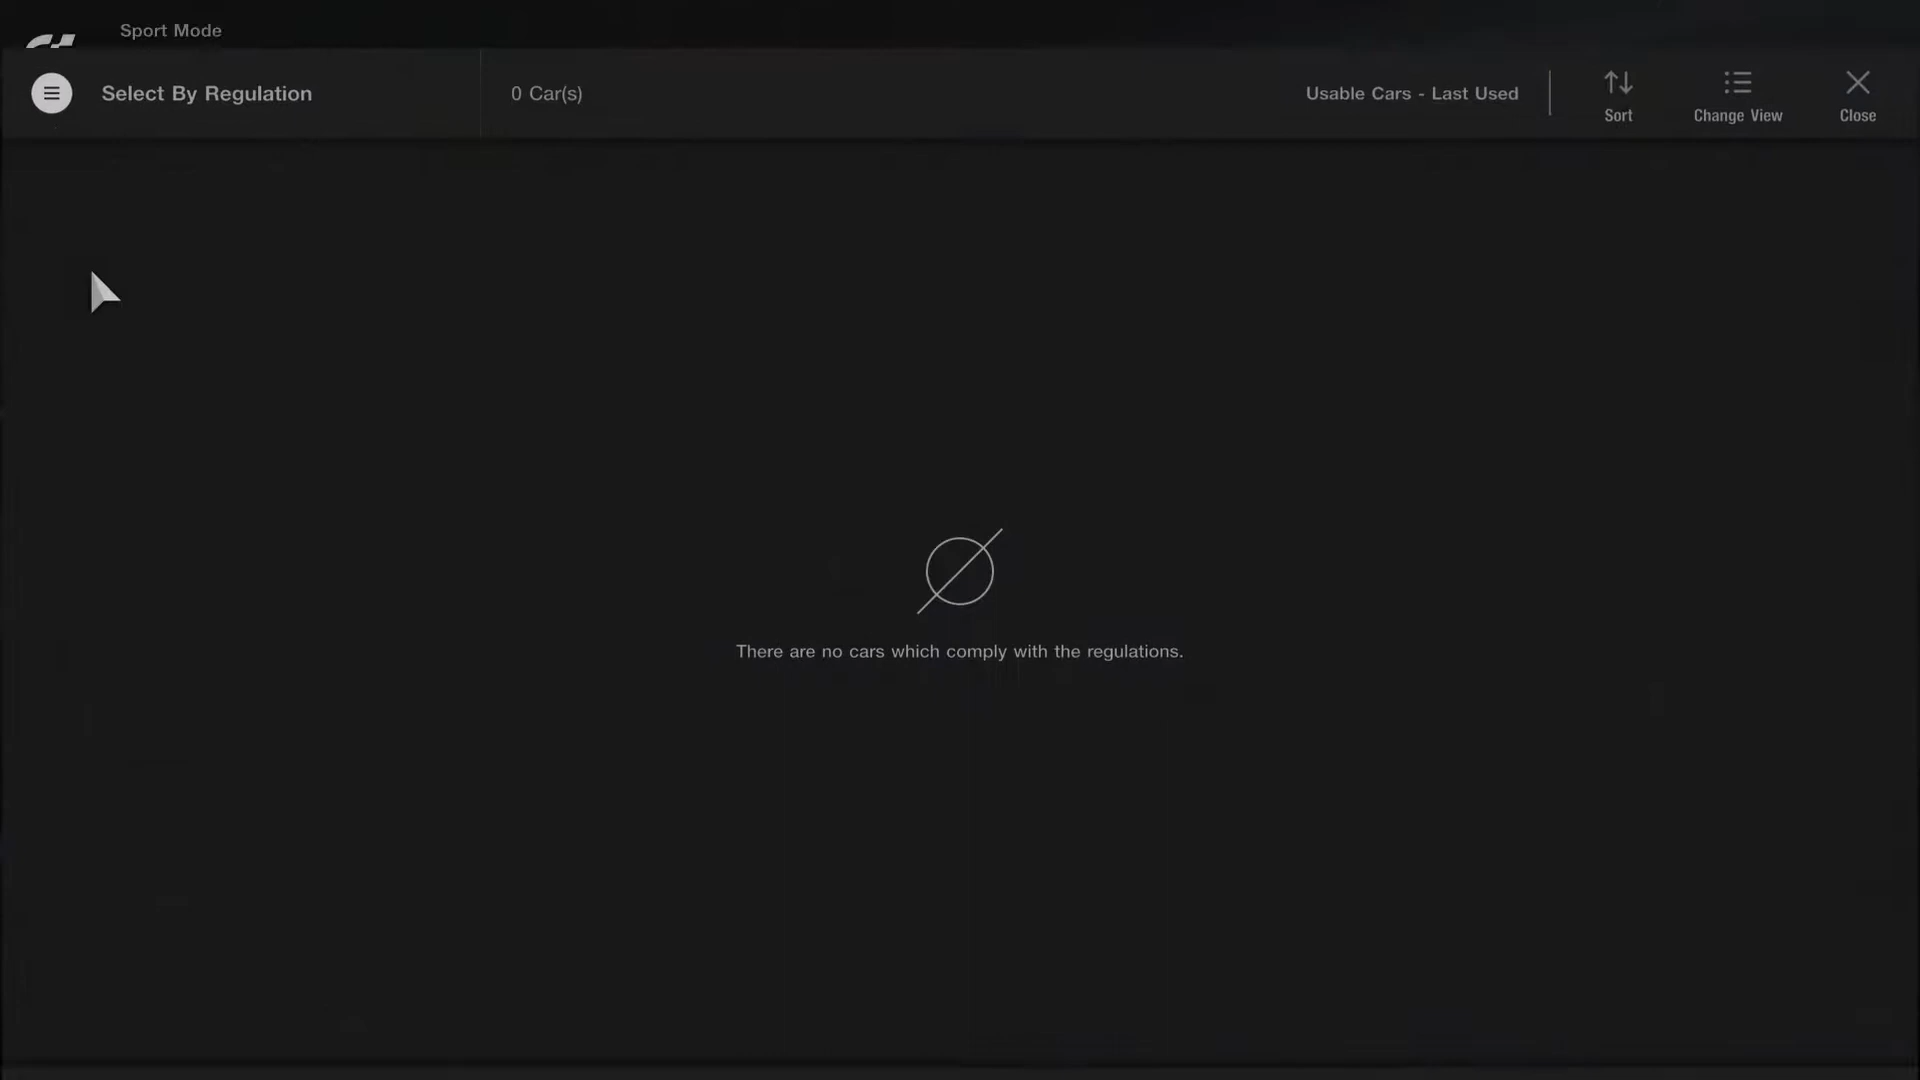 Sport Mode
Select By Regulation
0 Car(s)
Usable Cars - Last Used
Sort
Change View
Close
There are no cars which comply with the regulations.